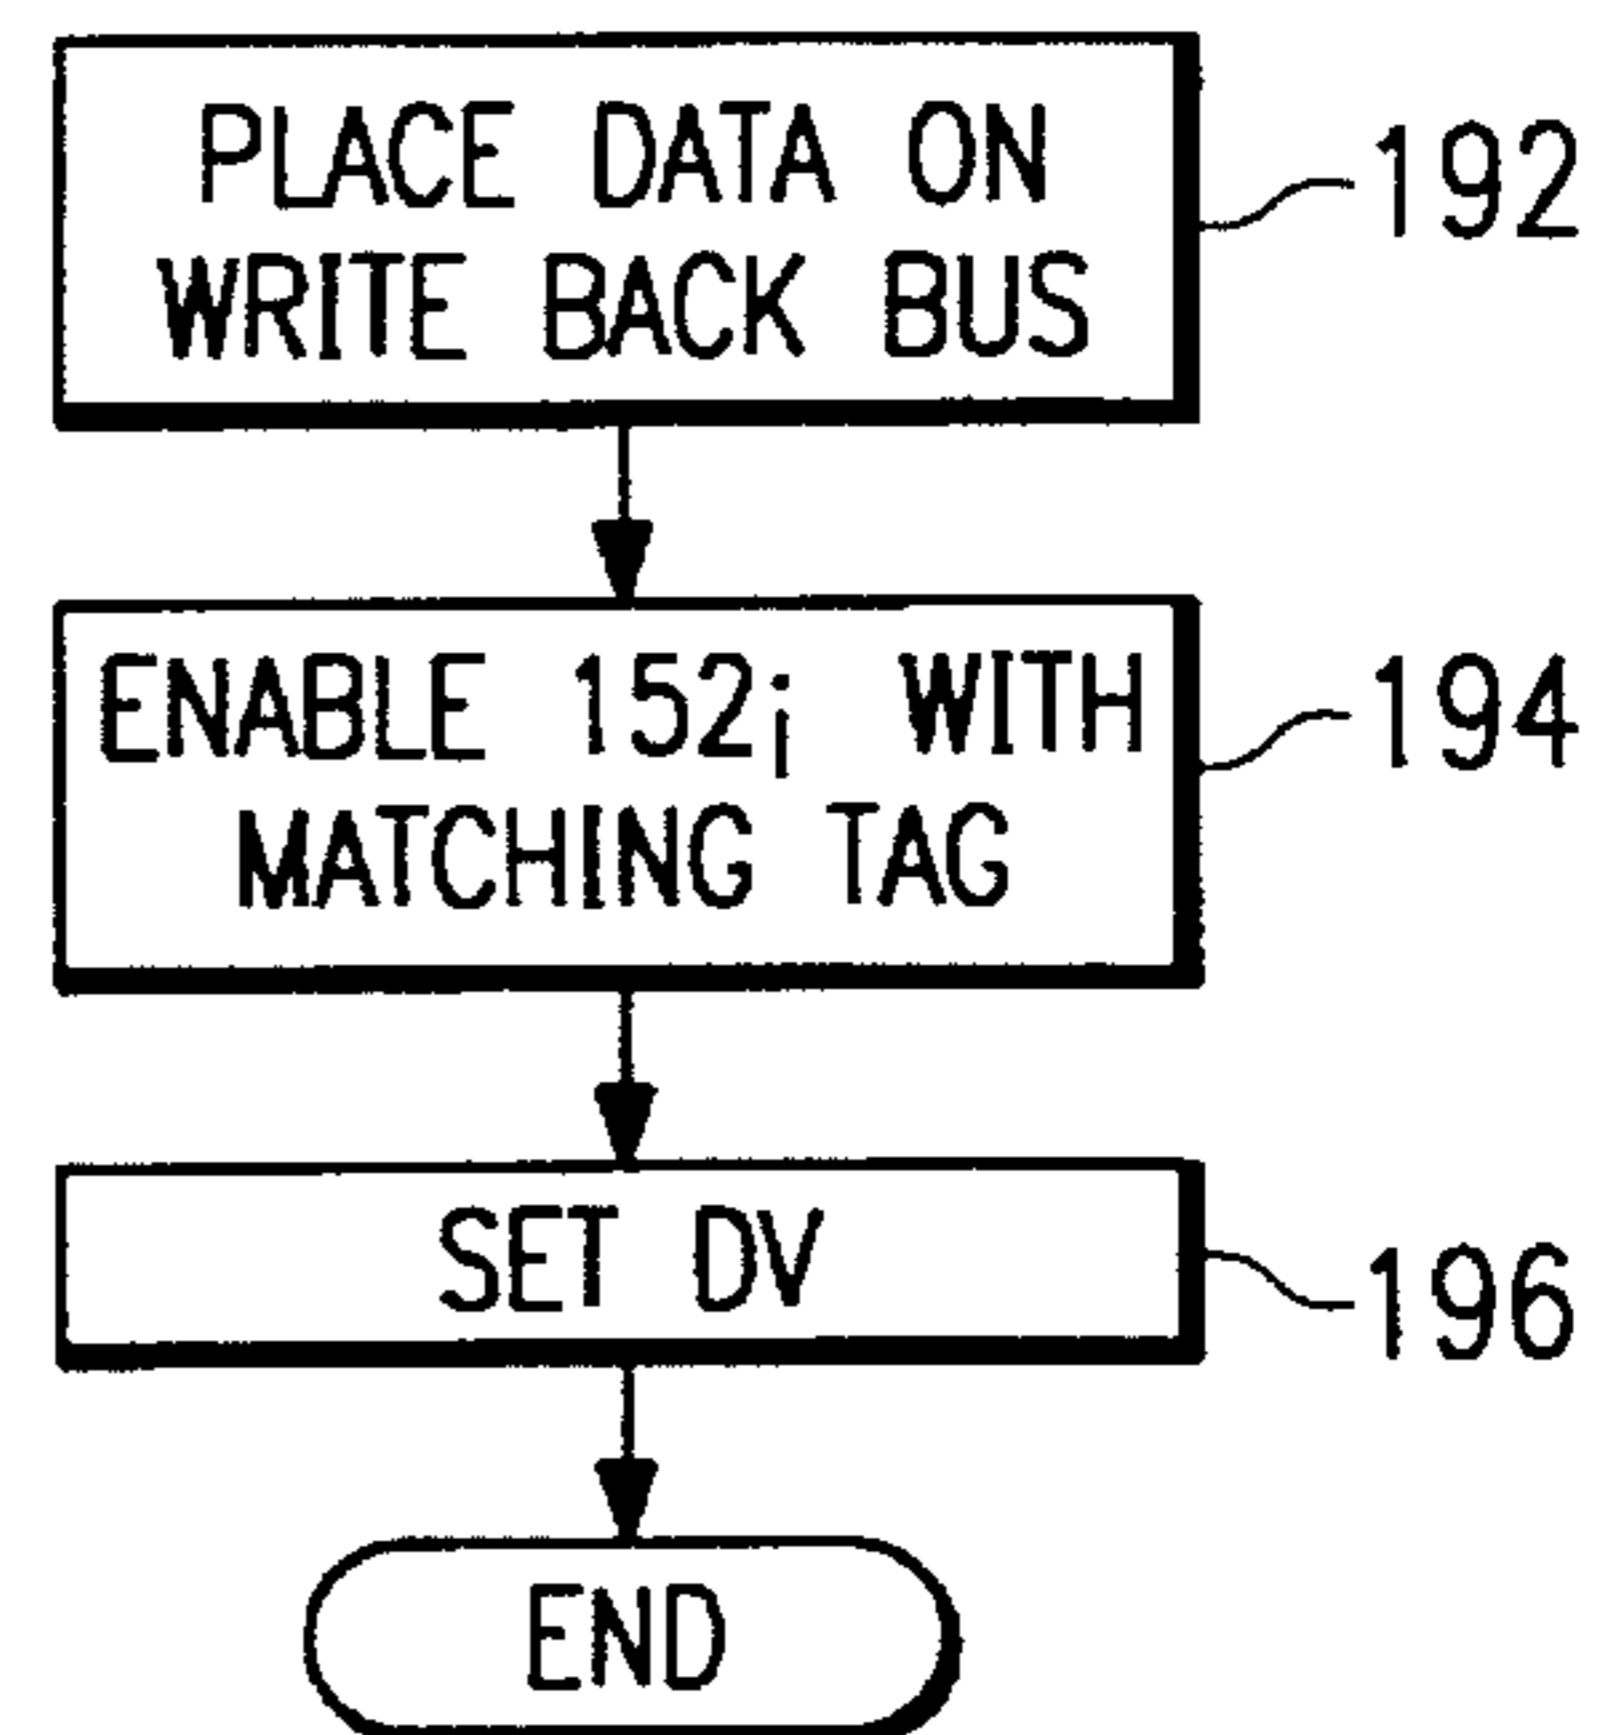 PLACE DATA ON
WRITE BACK BUS
192
ENABLE 152i WITH
MATCHING TAG
194
SET DV
196
END